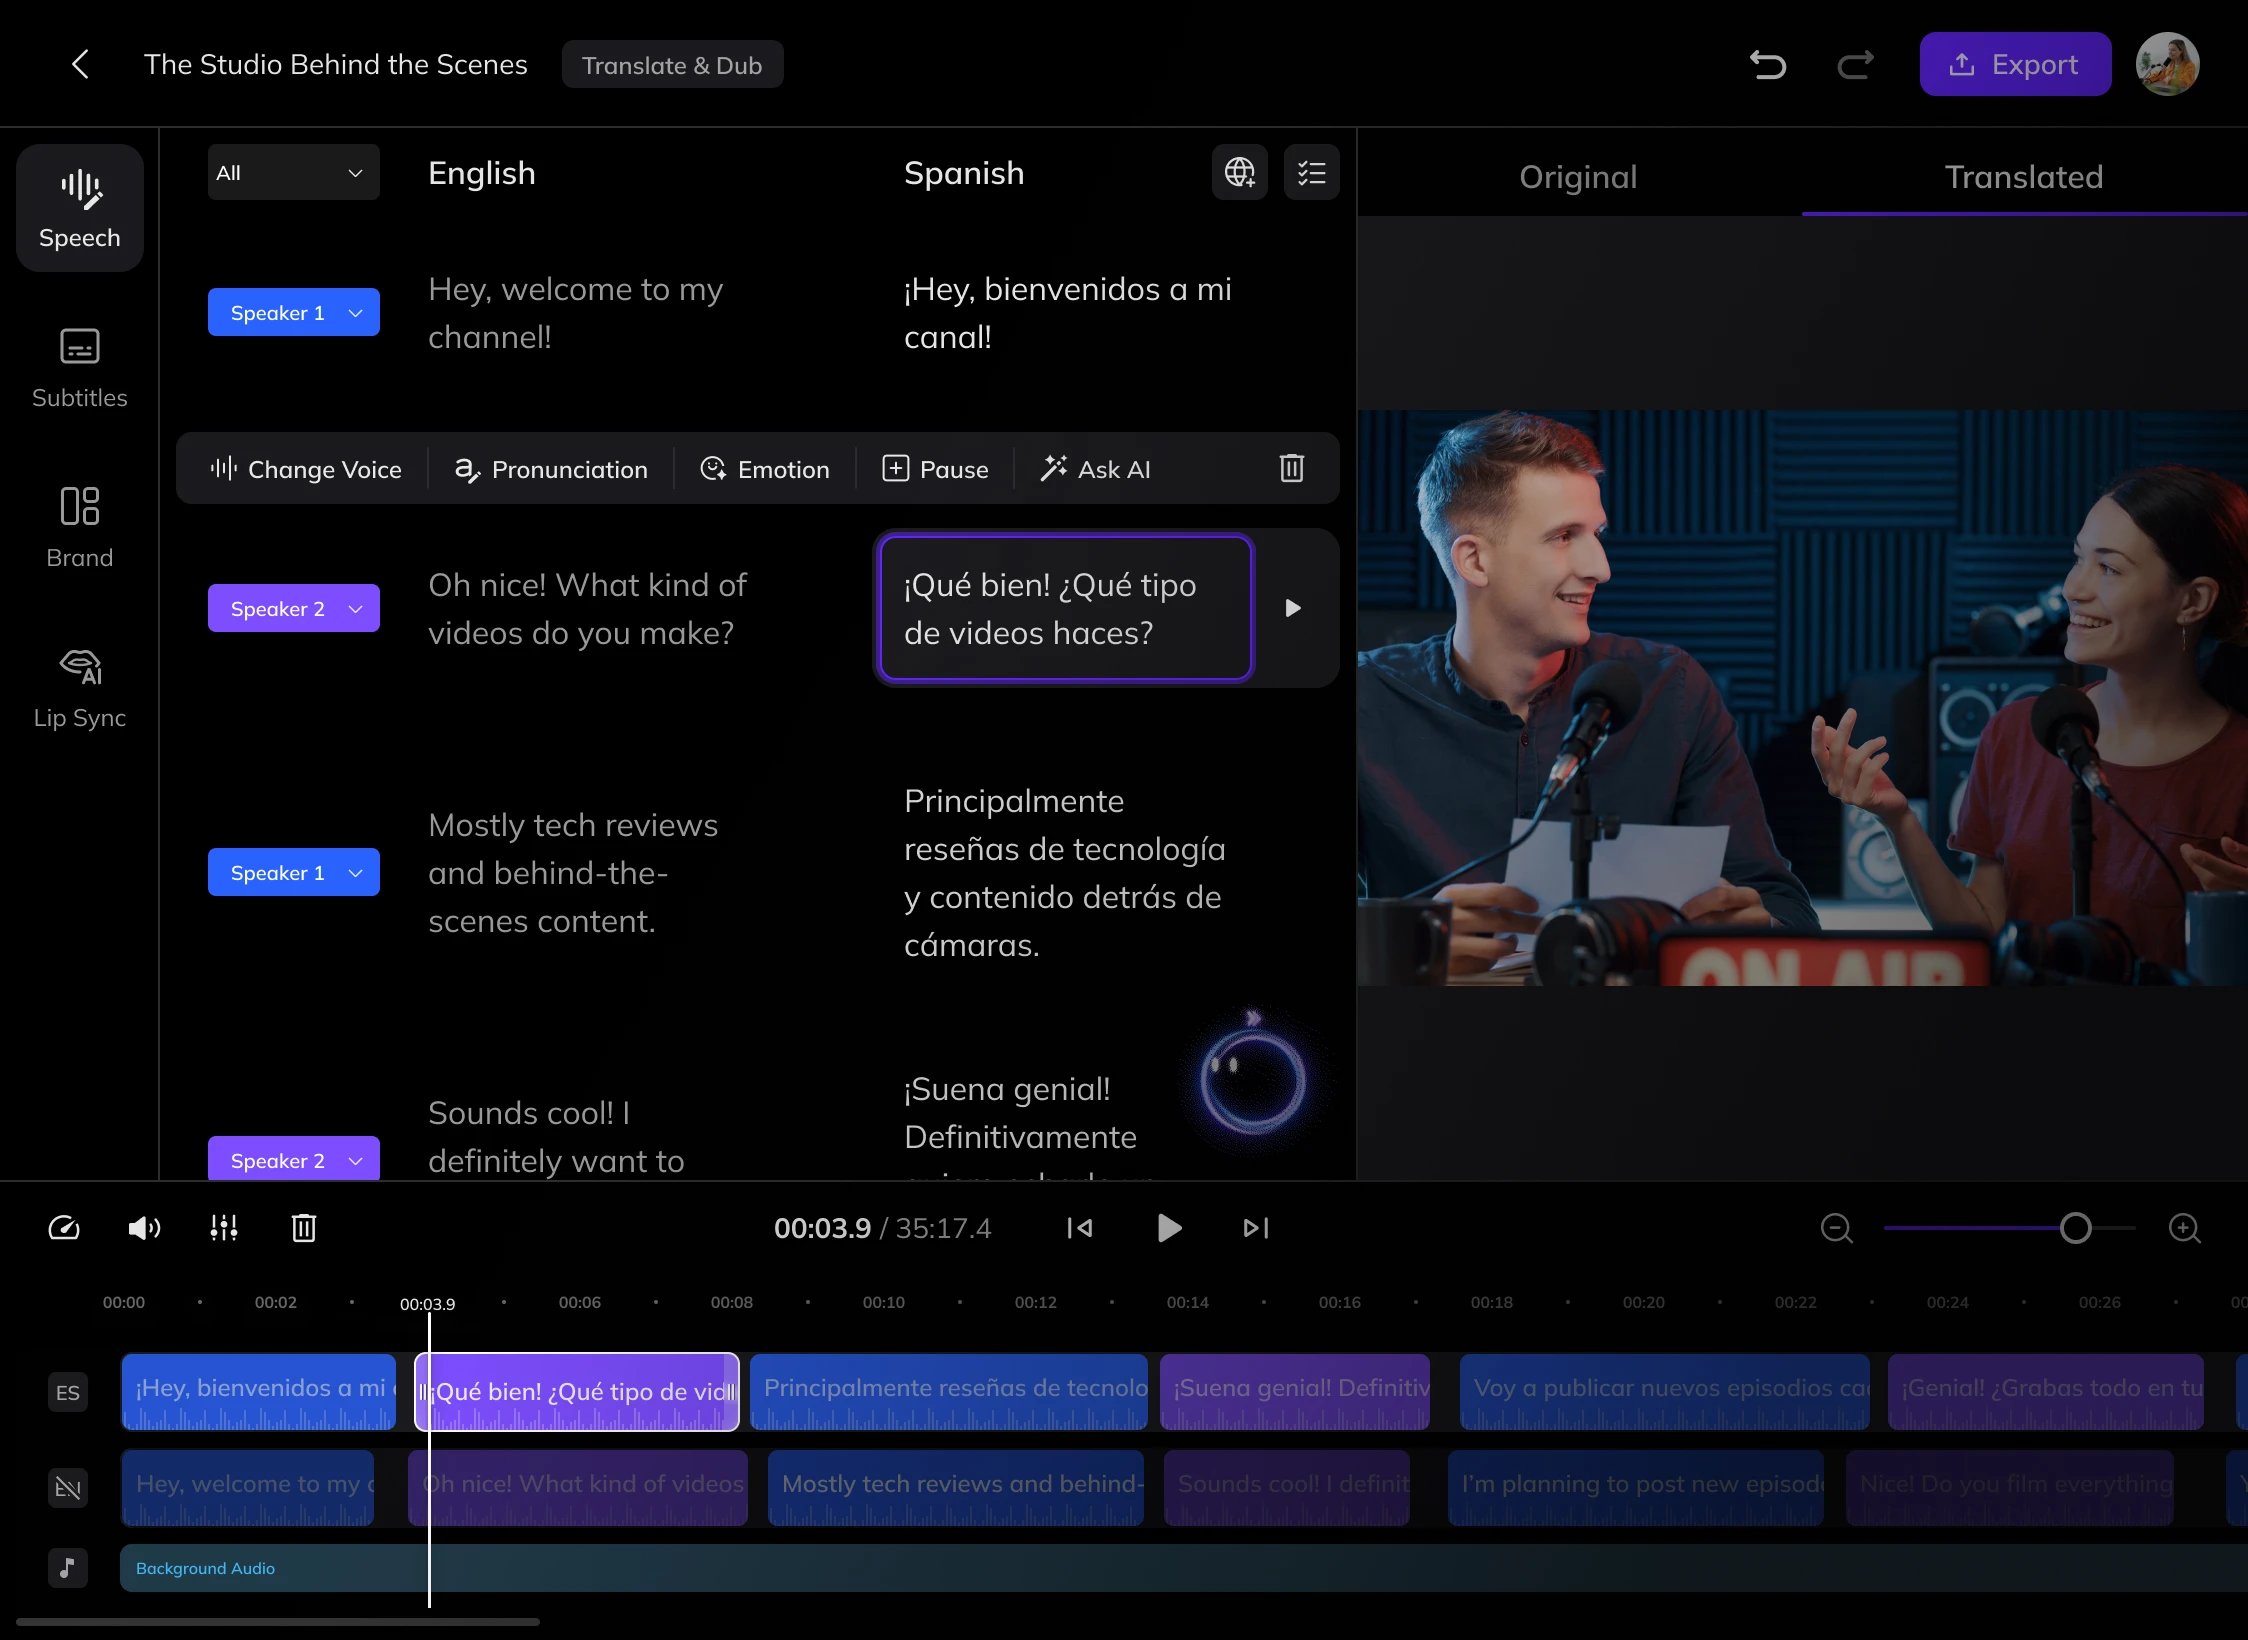 The Studio Behind the Scenes
Translate & Dub
Export
Speech
Subtitles
Brand
AI
Lip Sync
All
English
Spanish
Speaker 1
Hey, welcome to my
channel!
¡Hey, bienvenidos a mi
canal!
Change Voice
Pronunciation
Emotion
Pause
Ask AI
Speaker 2
Oh nice! What kind of
videos do you make?
¡Qué bien! ¿Qué tipo
de videos haces?
Speaker 1
Mostly tech reviews
and behind-the-
scenes content.
Principalmente
reseñas de tecnología
y contenido detrás de
cámaras.
Speaker 2
Sounds cool! I
definitely want to
¡Suena genial!
Definitivamente
Original
Translated
ON AIR
00:03.9 / 35:17.4
00:00
00:02
00:03.9
00:06
00:08
00:10
00:12
00:14
00:16
00:18
00:20
00:22
00:24
00:26
ES
¡Hey, bienvenidos a mi
¡Qué bien! ¿Qué tipo de vid
Principalmente reseñas de tecnolo
¡Suena genial! Definitiv
Voy a publicar nuevos episodios ca
¡Genial! ¿Grabas todo en tu
EN
Hey, welcome to my
Oh nice! What kind of videos
Mostly tech reviews and behind-
Sounds cool! I definit
I'm planning to post new episod
Nice! Do you film everything
Background Audio